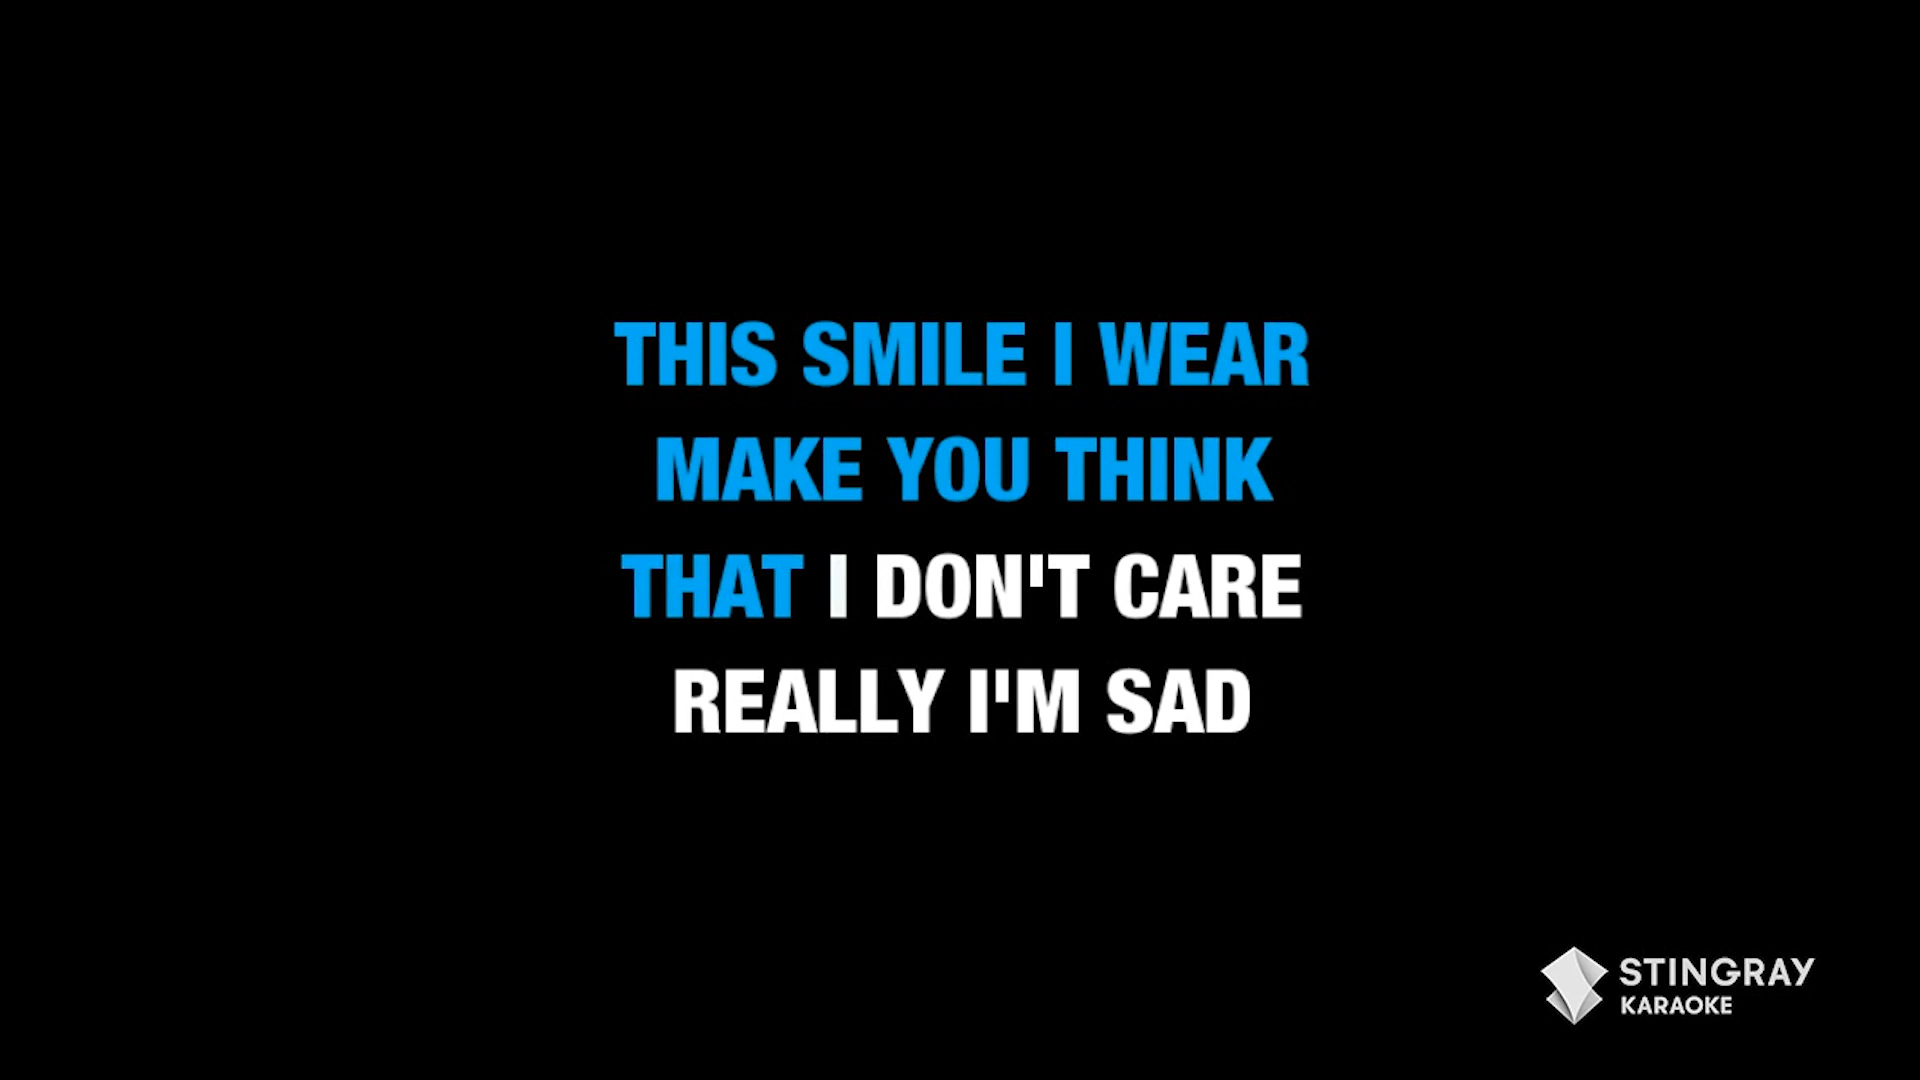 THIS SMILE I WEAR
MAKE YOU THINK
THAT I DON'T CARE
REALLY I'M SAD
STINGRAY
KARAOKE